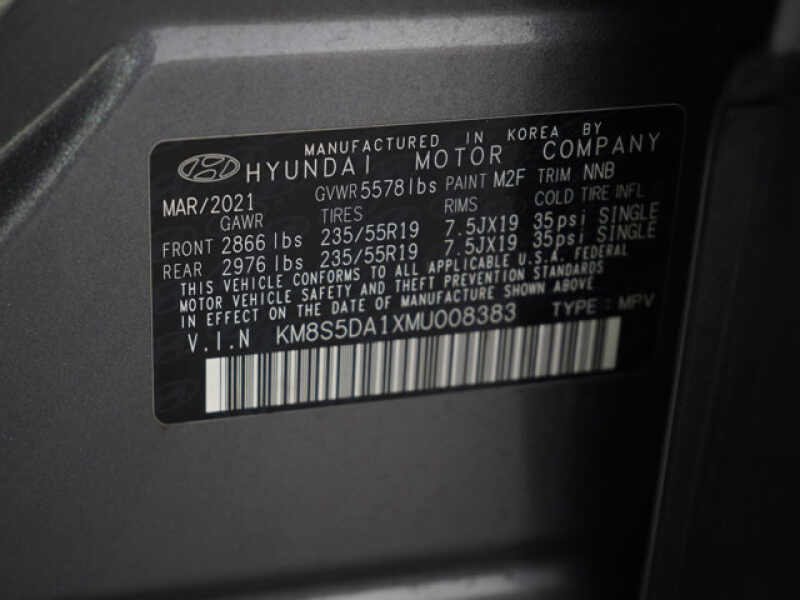 MANUFACTURED IN KOREA BY
HYUNDAI MOTOR COMPANY
MAR/2021 GVWR 5578lbs PAINT M2F TRIM NNB
GAWR TIRES RIMS COLD TIRE INFL
FRONT 2866 lbs 235/55R19 7.5JX19 35psi SINGLE
REAR 2976 lbs 235/55R19 7.5JX19 35psi SINGLE
THIS VEHICLE CONFORMS TO ALL APPLICABLE U.S.A. FEDERAL
MOTOR VEHICLE SAFETY AND THEFT PREVENTION STANDARDS
IN EFFECT ON THE DATE OF MANUFACTURE SHOWN ABOVE
V.I.N KM8S5DA1XMU008383 TYPE : MPV